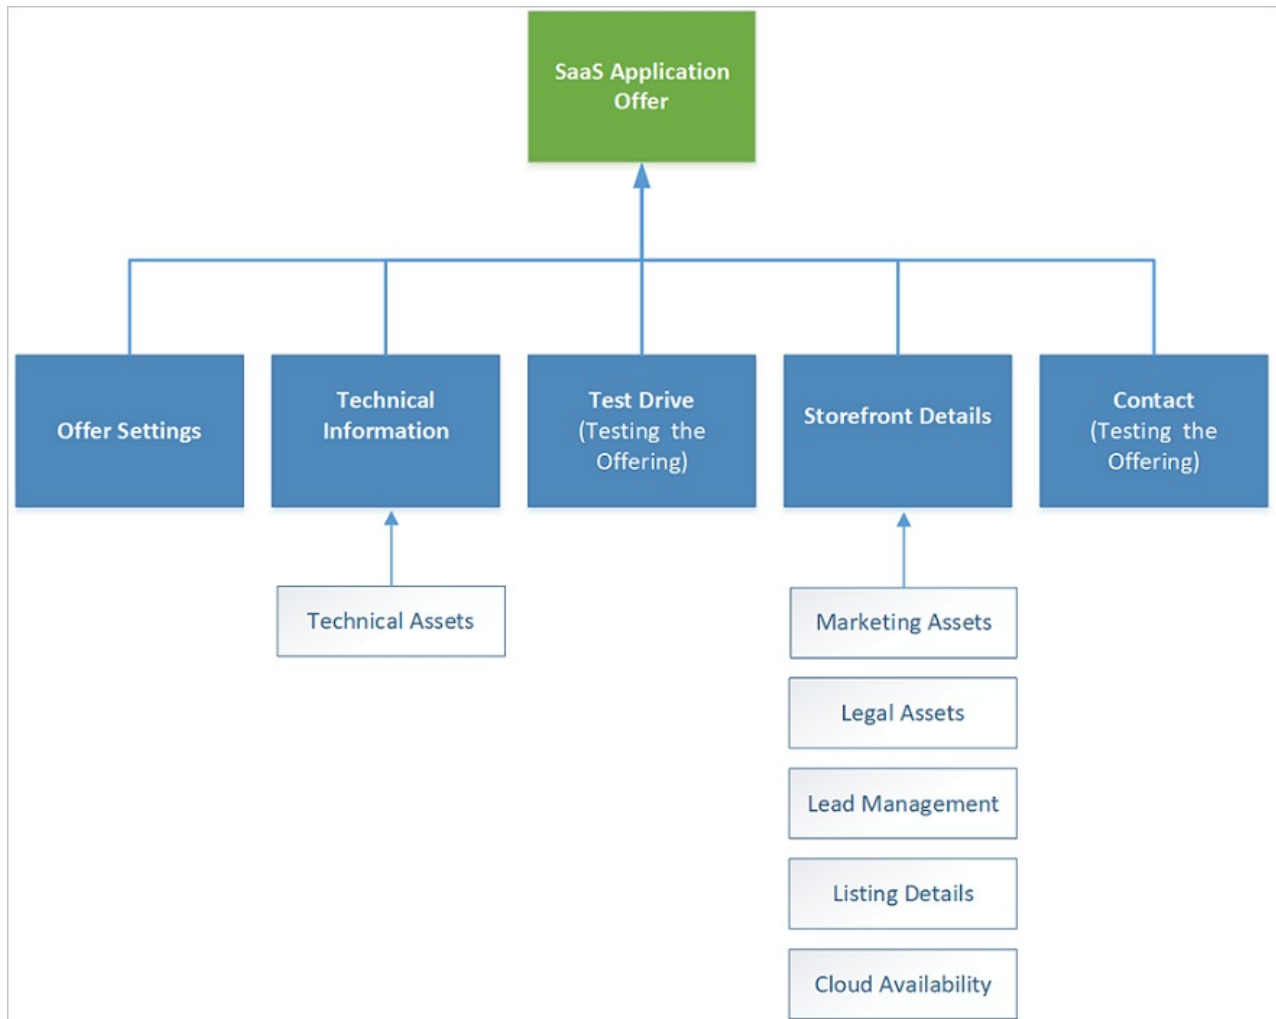 SaaS Application
Offer
Offer Settings
Technical
Information
Test Drive
(Testing the
Offering)
Storefront Details
Contact
(Testing the
Offering)
Technical Assets
Marketing Assets
Legal Assets
Lead Management
Listing Details
Cloud Availability